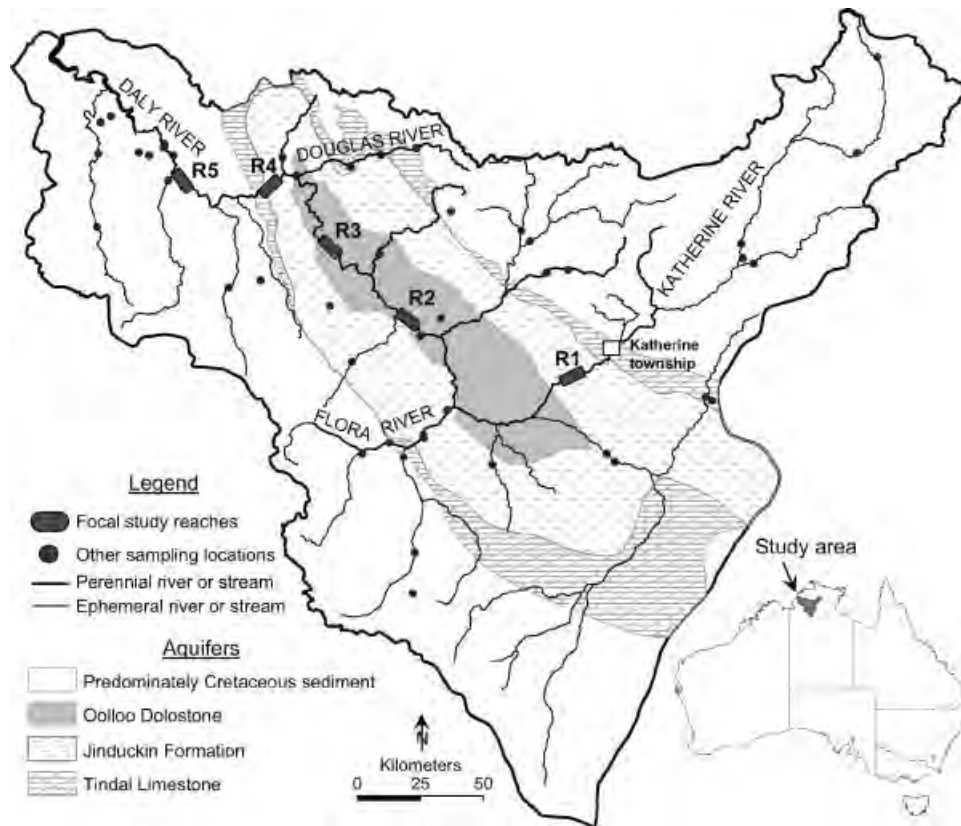 DALY RIVER
R5
R4
DOUGLAS RIVER
R3
R2
KATHERINE RIVER
R1
Katherine
township
FLORA RIVER
Legend
Focal study reaches
Other sampling locations
Perennial river or stream
Ephemeral river or stream
Aquifers
Predominately Cretaceous sediment
Oolloo Dolostone
Jinduckin Formation
Tindal Limestone
N
Kilometers
0 25 50
Study area